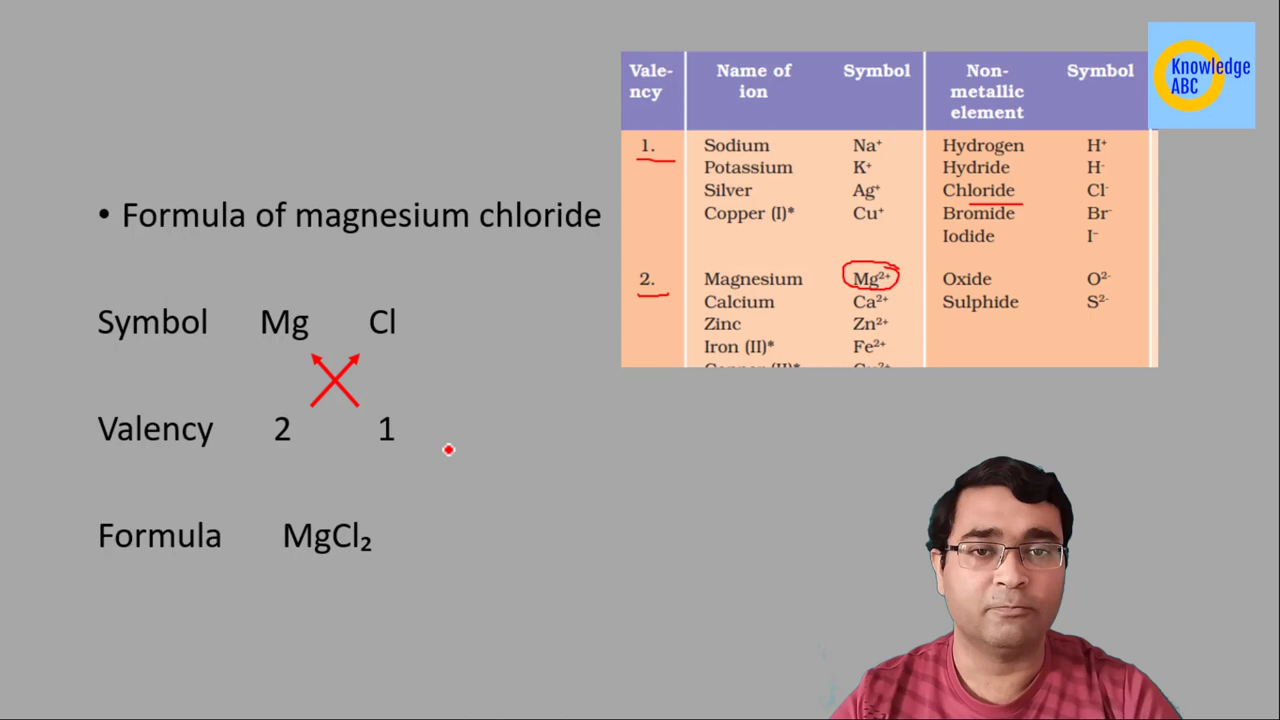 Knowledge
ABC
Vale-
ncy
Name of
ion
Symbol
Non-
metallic
element
Symbol
1. Sodium Na⁺ Hydrogen H⁺
Potassium K⁺ Hydride H⁻
Silver Ag⁺ Chloride Cl⁻
Copper (I)* Cu⁺ Bromide Br⁻
Iodide I⁻
2. Magnesium Mg²⁺ Oxide O²⁻
Calcium Ca²⁺ Sulphide S²⁻
Zinc Zn²⁺
Iron (II)* Fe²⁺
• Formula of magnesium chloride
Symbol Mg Cl
Valency 2 1
Formula MgCl₂